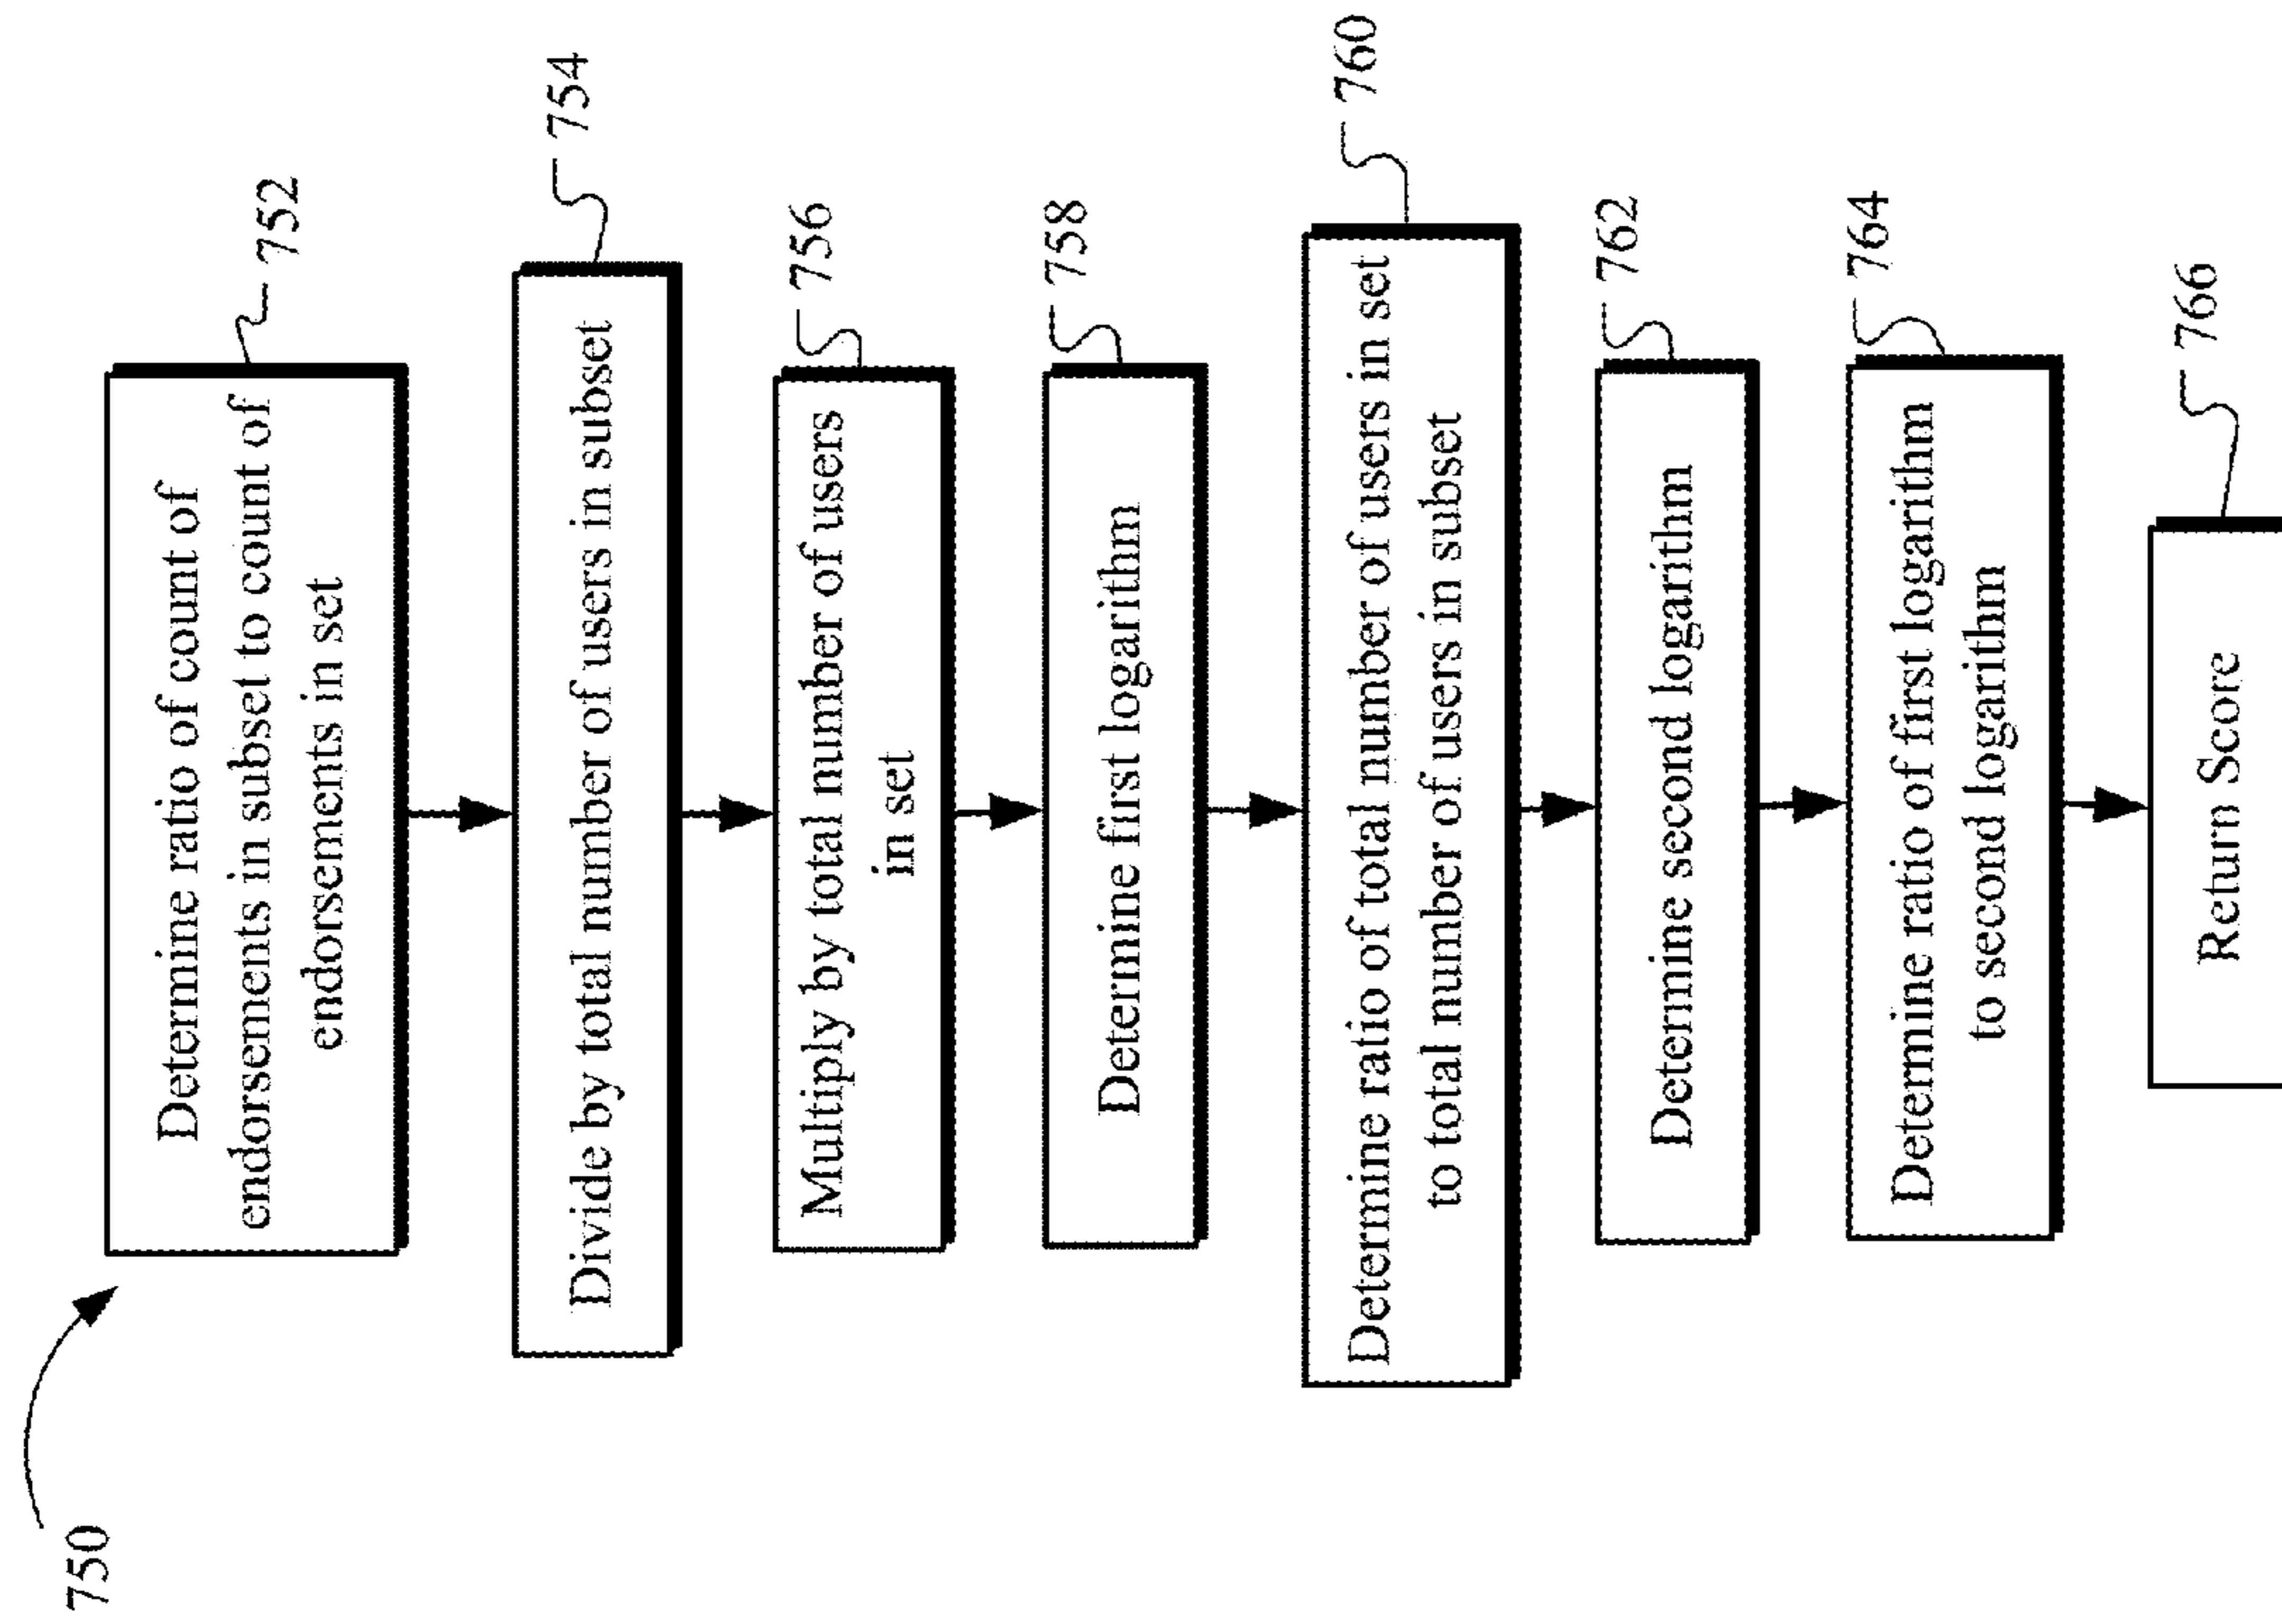 750
Determine ratio of count of
endorsements in subset to count of
endorsements in set
752
Divide by total number of users in subset
754
Multiply by total number of users
in set
756
Determine first logarithm
758
Determine ratio of total number of users in set
to total number of users in subset
760
Determine second logarithm
762
Determine ratio of first logarithm
to second logarithm
764
Return Score
766